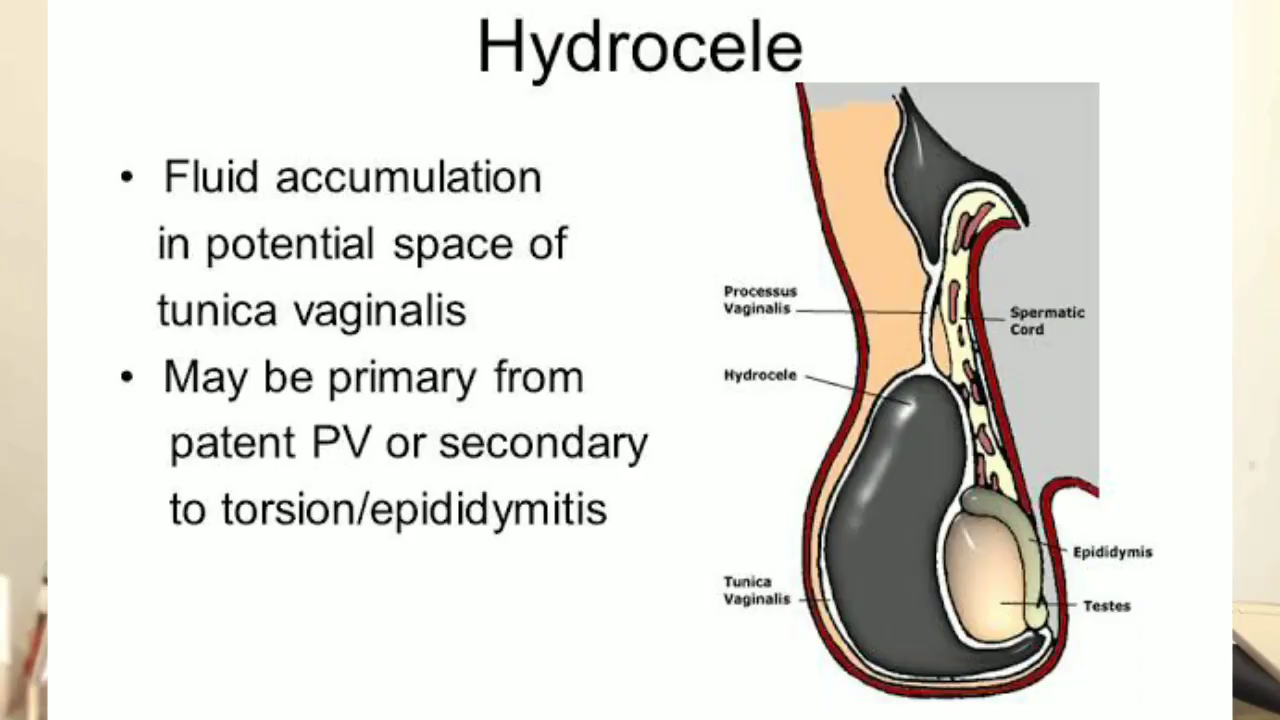 Hydrocele
• Fluid accumulation
in potential space of
tunica vaginalis
• May be primary from
patent PV or secondary
to torsion/epididymitis
Processus
Vaginalis
Hydrocele
Tunica
Vaginalis
Spermatic
Cord
Epididymis
Testes